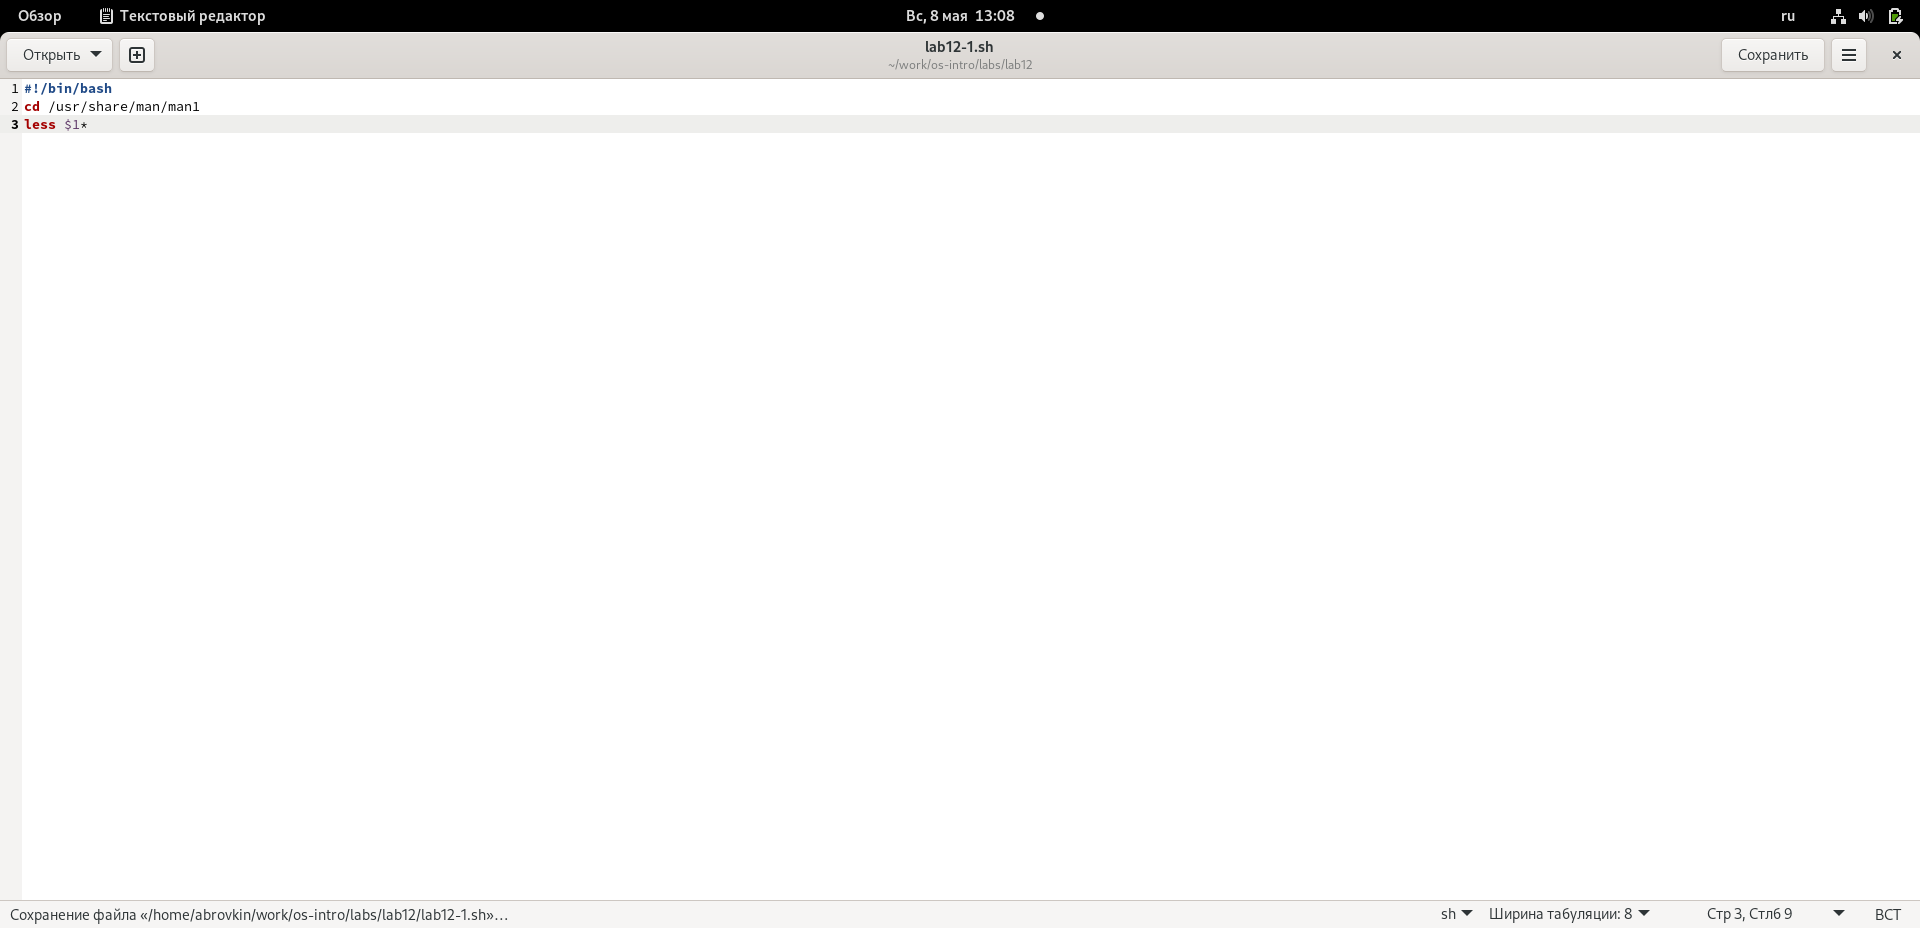 Обзор Текстовый редактор Вс, 8 мая 13:08 ru
Открыть lab12-1.sh Сохранить
~/work/os-intro/labs/lab12
1 #!/bin/bash
2 cd /usr/share/man/man1
3 less $1*
Сохранение файла «/home/abrovkin/work/os-intro/labs/lab12/lab12-1.sh»… sh Ширина табуляции: 8 Стр 3, Стлб 9 ВСТ